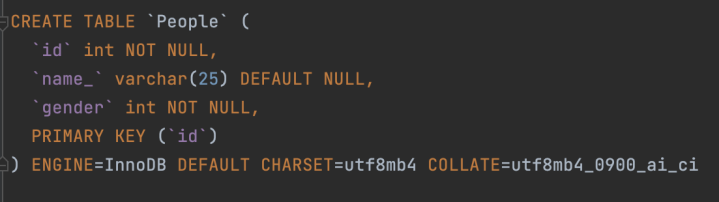 CREATE TABLE `People` (
`id` int NOT NULL,
`name_` varchar(25) DEFAULT NULL,
`gender` int NOT NULL,
PRIMARY KEY (`id`)
) ENGINE=InnoDB DEFAULT CHARSET=utf8mb4 COLLATE=utf8mb4_0900_ai_ci